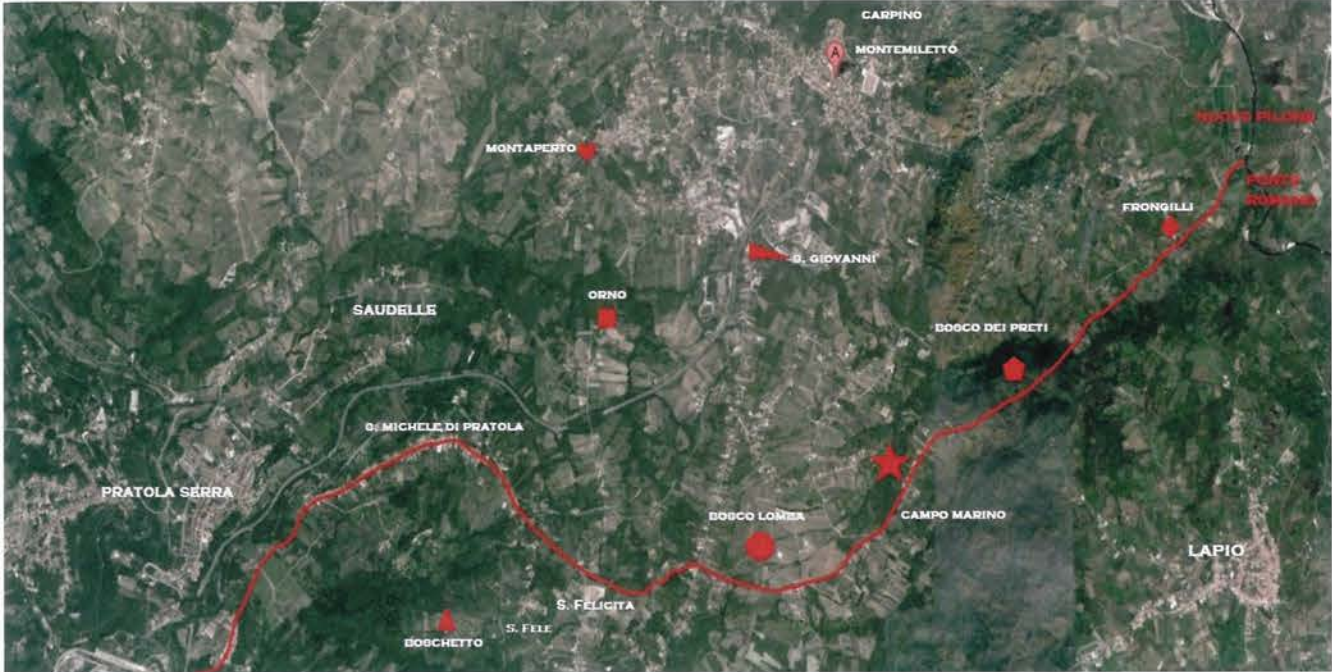 CARPINO
A
MONTEMILETTO
NUOVO PILONE
MONTAPERTO
PONTE
ROMANO
FRONGILLI
S. GIOVANNI
ORNO
SAUDELLE
BOSCO DEI PRETI
S. MICHELE DI PRATOLA
PRATOLA SERRA
BOSCO LOMBA
CAMPO MARINO
LAPIO
S. FELICITA
S. FELE
BOSCHETTO